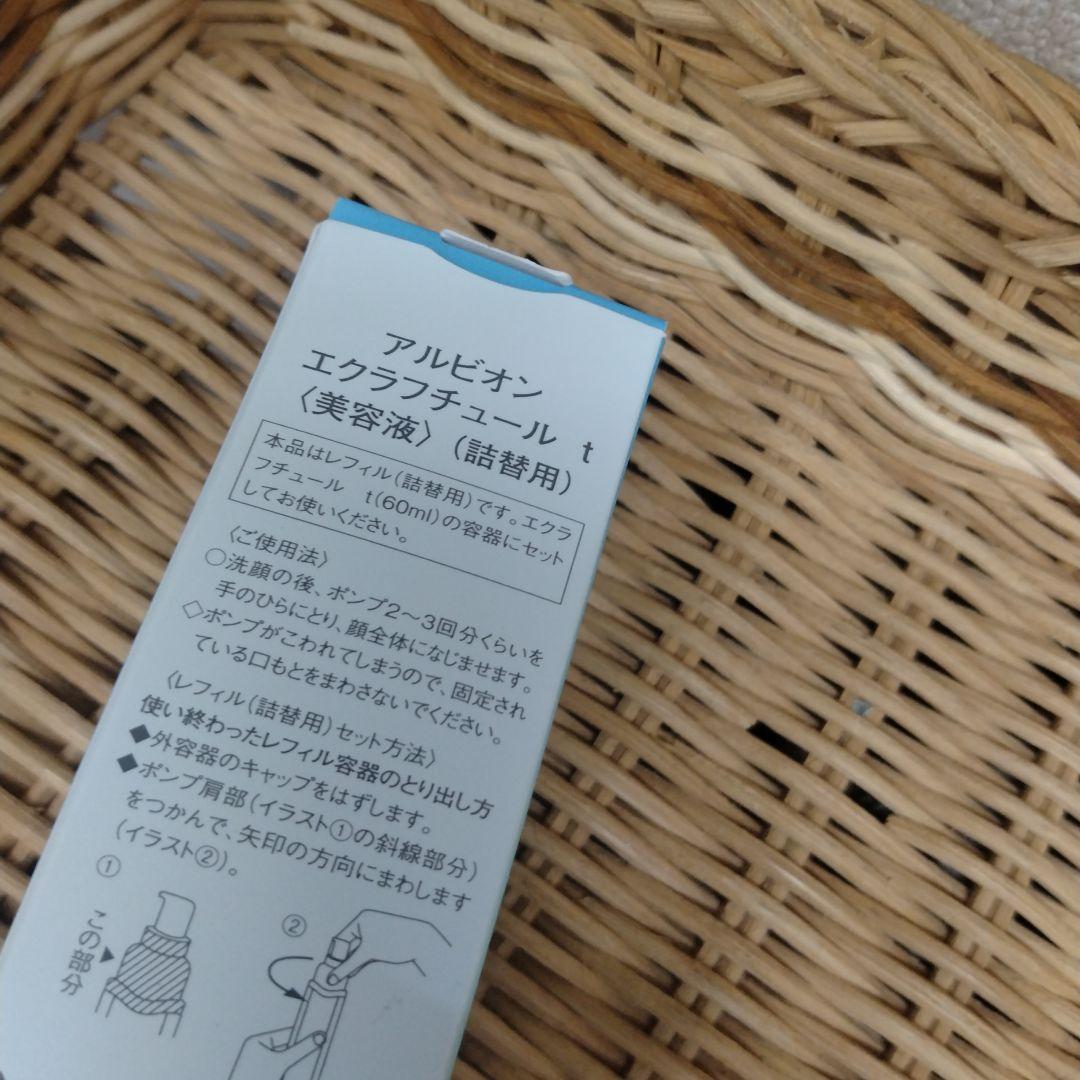 アルビオン
エクラフチュール　t
〈美容液〉(詰替用)
本品はレフィル(詰替用)です。エクラ
フチュール　t(60ml)の容器にセット
してお使いください。
〈ご使用法〉
○洗顔の後、ポンプ2～3回分くらいを
手のひらにとり、顔全体になじませます。
◇ポンプがこわれてしまうので、固定され
ている口もとをまわさないでください。
〈レフィル(詰替用)セット方法〉
使い終わったレフィル容器のとり出し方
◆外容器のキャップをはずします。
◆ポンプ肩部(イラスト①の斜線部分)
をつかんで、矢印の方向にまわします
(イラスト②)。
①
この部分
②